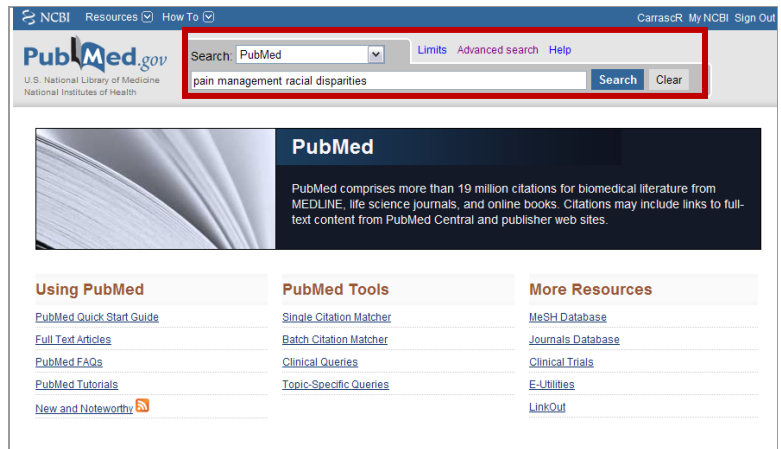 NCBI Resources How To CarrascR My NCBI Sign Out
PubMed.gov
U.S. National Library of Medicine
National Institutes of Health
Search: PubMed Limits Advanced search Help
pain management racial disparities Search Clear
PubMed
PubMed comprises more than 19 million citations for biomedical literature from
MEDLINE, life science journals, and online books. Citations may include links to full-
text content from PubMed Central and publisher web sites.
Using PubMed
PubMed Quick Start Guide
Full Text Articles
PubMed FAQs
PubMed Tutorials
New and Noteworthy
PubMed Tools
Single Citation Matcher
Batch Citation Matcher
Clinical Queries
Topic-Specific Queries
More Resources
MeSH Database
Journals Database
Clinical Trials
E-Utilities
LinkOut